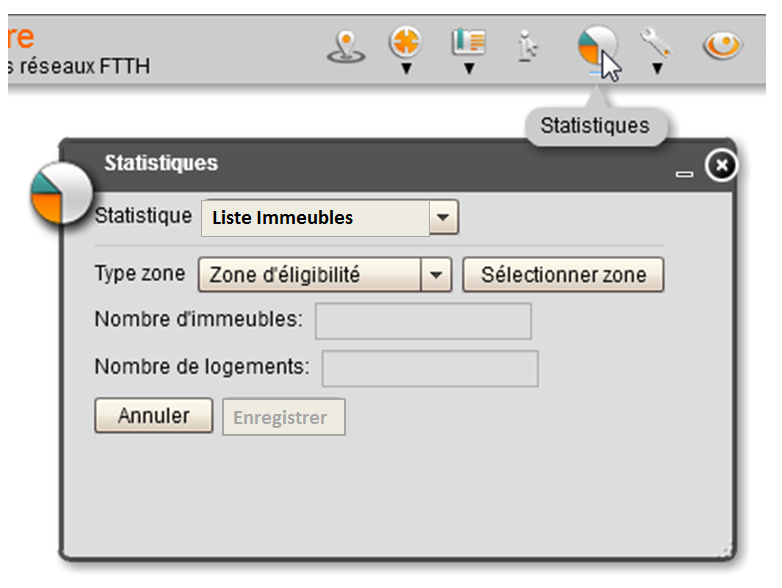 re
s réseaux FTTH
Statistiques
Statistiques
Statistique Liste Immeubles
Type zone Zone d'éligibilité Sélectionner zone
Nombre d'immeubles:
Nombre de logements:
Annuler Enregistrer